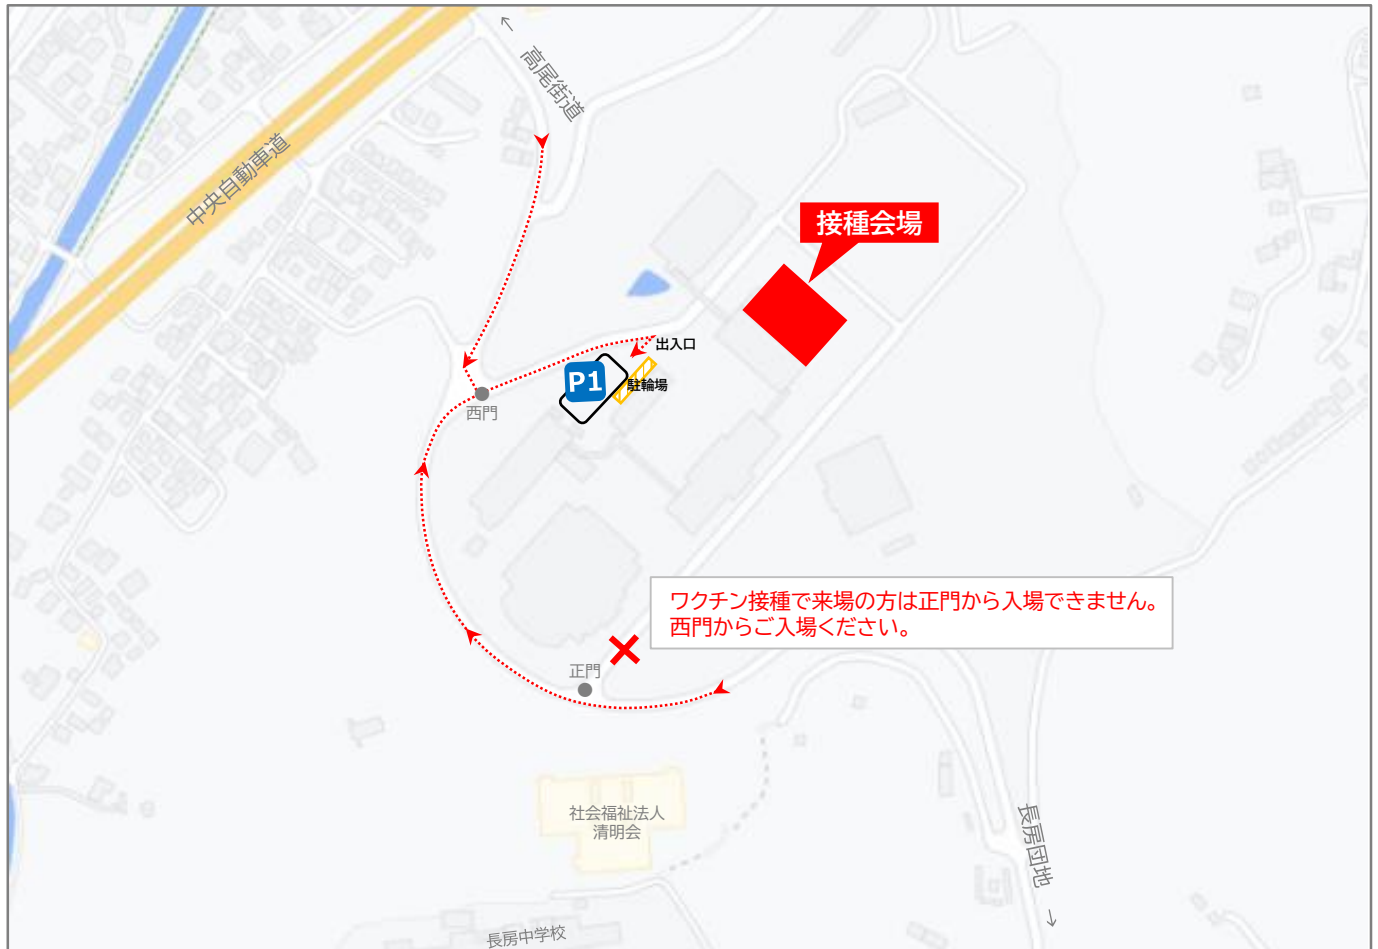 ↑
高尾街道
中央自動車道
接種会場
出入口
P1
駐輪場
西門
ワクチン接種で来場の方は正門から入場できません。
西門からご入場ください。
正門
社会福祉法人
清明会
長房団地
↓
長房中学校